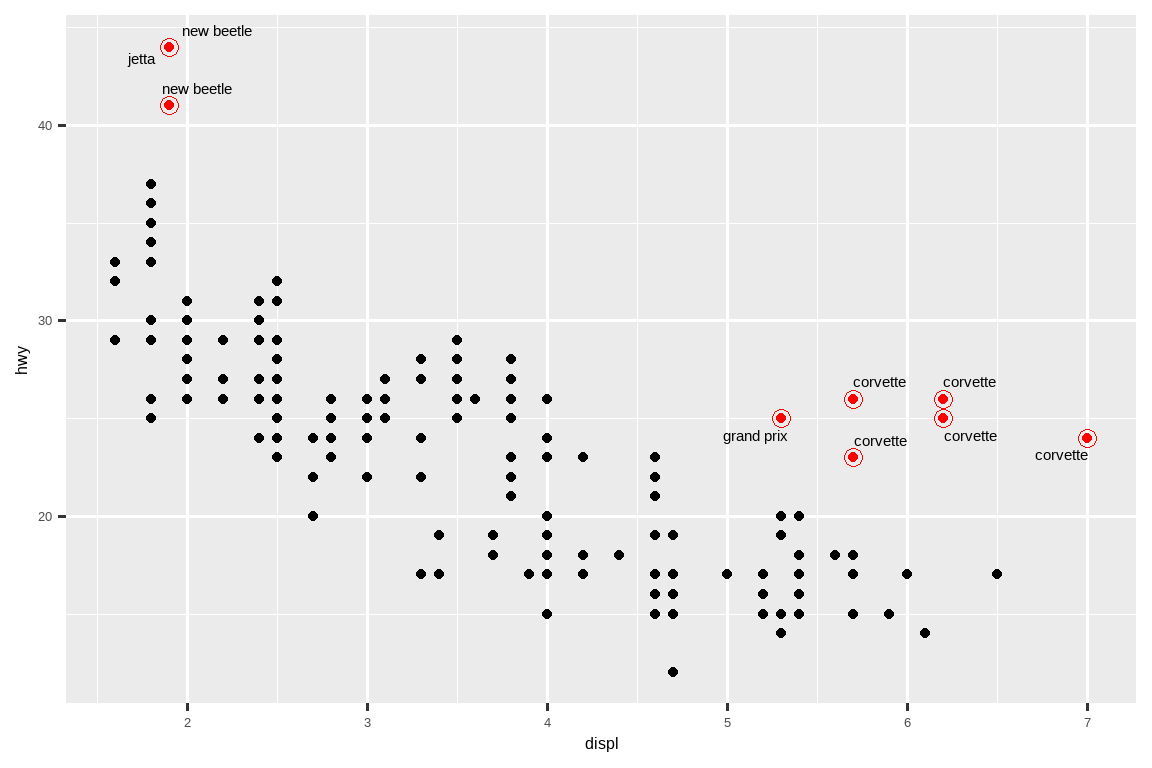 new beetle
jetta
new beetle
40
30
20
hwy
corvette
corvette
grand prix
corvette
corvette
corvette
2
3
4
5
6
7
displ